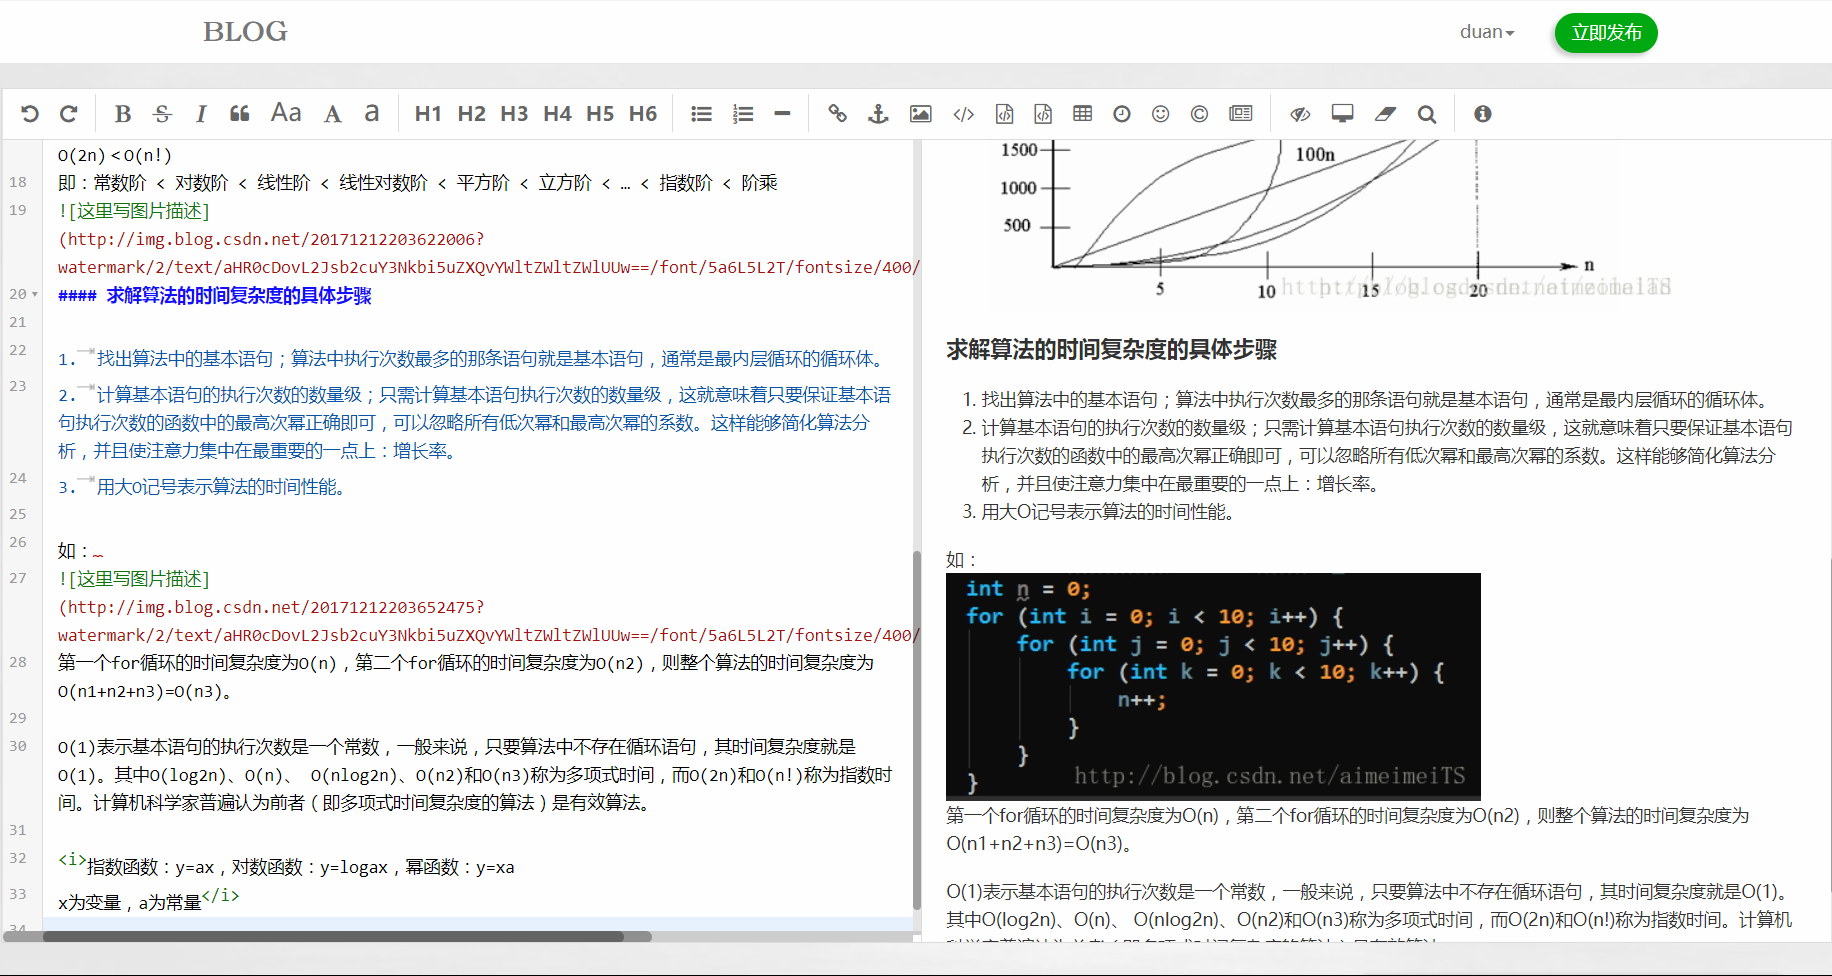 BLOG
duan
立即发布
B S I Aa A a H1 H2 H3 H4 H5 H6
O(2n)<O(n!)
18 即：常数阶 < 对数阶 < 线性阶 < 线性对数阶 < 平方阶 < 立方阶 < … < 指数阶 < 阶乘
19 ![这里写图片描述]
(http://img.blog.csdn.net/20171212203622006?
watermark/2/text/aHR0cDovL2Jsb2cuY3Nkbi5uZXQvYWltZWltZWlUUw==/font/5a6L5L2T/fontsize/400/
20 #### 求解算法的时间复杂度的具体步骤
21
22 1. 找出算法中的基本语句；算法中执行次数最多的那条语句就是基本语句，通常是最内层循环的循环体。
23 2. 计算基本语句的执行次数的数量级；只需计算基本语句执行次数的数量级，这就意味着只要保证基本语
句执行次数的函数中的最高次幂正确即可，可以忽略所有低次幂和最高次幂的系数。这样能够简化算法分
析，并且使注意力集中在最重要的一点上：增长率。
24 3. 用大O记号表示算法的时间性能。
25
26 如：
27 ![这里写图片描述]
(http://img.blog.csdn.net/20171212203652475?
watermark/2/text/aHR0cDovL2Jsb2cuY3Nkbi5uZXQvYWltZWltZWlUUw==/font/5a6L5L2T/fontsize/400/
28 第一个for循环的时间复杂度为O(n)，第二个for循环的时间复杂度为O(n2)，则整个算法的时间复杂度为
O(n1+n2+n3)=O(n3)。
29
30 O(1)表示基本语句的执行次数是一个常数，一般来说，只要算法中不存在循环语句，其时间复杂度就是
O(1)。其中O(log2n)、O(n)、 O(nlog2n)、O(n2)和O(n3)称为多项式时间，而O(2n)和O(n!)称为指数时
间。计算机科学家普遍认为前者（即多项式时间复杂度的算法）是有效算法。
31
32 <i>指数函数：y=ax，对数函数：y=logax，幂函数：y=xa
33 x为变量，a为常量</i>
34
1500
100n
1000
500
n
5 10 15 20
求解算法的时间复杂度的具体步骤
1. 找出算法中的基本语句；算法中执行次数最多的那条语句就是基本语句，通常是最内层循环的循环体。
2. 计算基本语句的执行次数的数量级；只需计算基本语句执行次数的数量级，这就意味着只要保证基本语句
执行次数的函数中的最高次幂正确即可，可以忽略所有低次幂和最高次幂的系数。这样能够简化算法分
析，并且使注意力集中在最重要的一点上：增长率。
3. 用大O记号表示算法的时间性能。
如：
int n = 0;
for (int i = 0; i < 10; i++) {
for (int j = 0; j < 10; j++) {
for (int k = 0; k < 10; k++) {
n++;
}
}
}
http://blog.csdn.net/aimeimeiTS
第一个for循环的时间复杂度为O(n)，第二个for循环的时间复杂度为O(n2)，则整个算法的时间复杂度为
O(n1+n2+n3)=O(n3)。
O(1)表示基本语句的执行次数是一个常数，一般来说，只要算法中不存在循环语句，其时间复杂度就是O(1)。
其中O(log2n)、O(n)、 O(nlog2n)、O(n2)和O(n3)称为多项式时间，而O(2n)和O(n!)称为指数时间。计算机